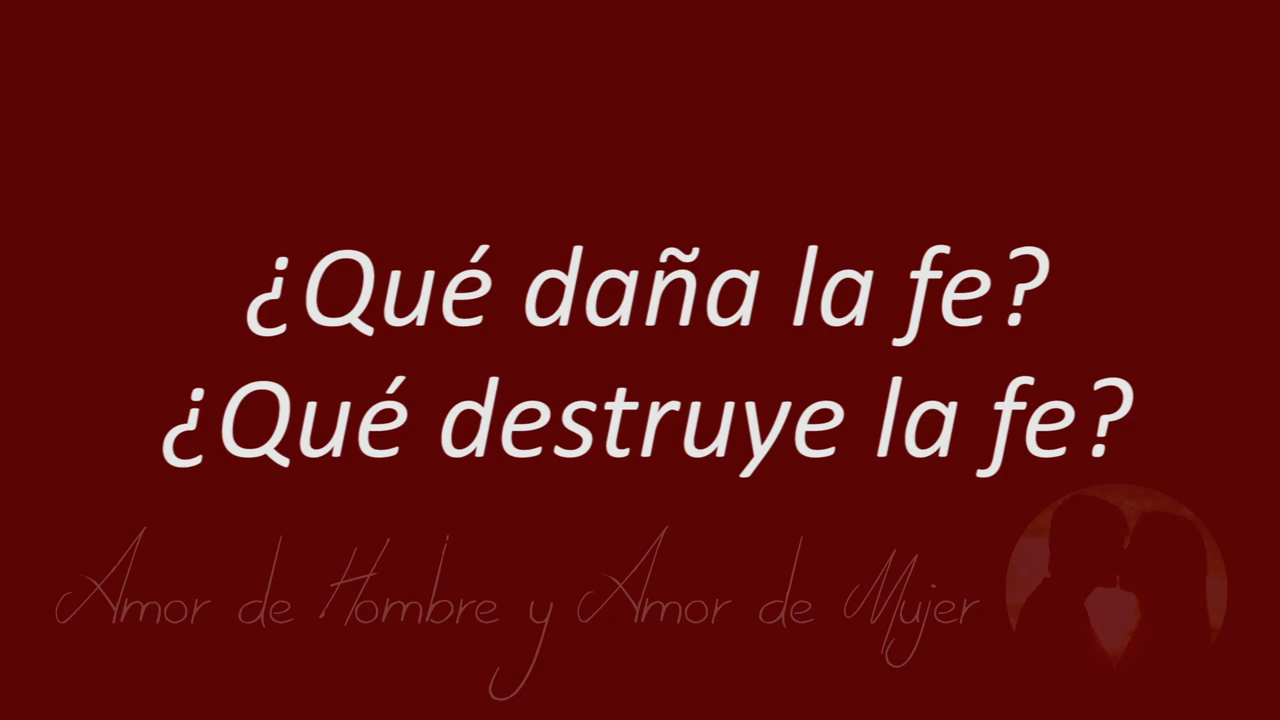 ¿Qué daña la fe?
¿Qué destruye la fe?
Amor de Hombre y Amor de Mujer